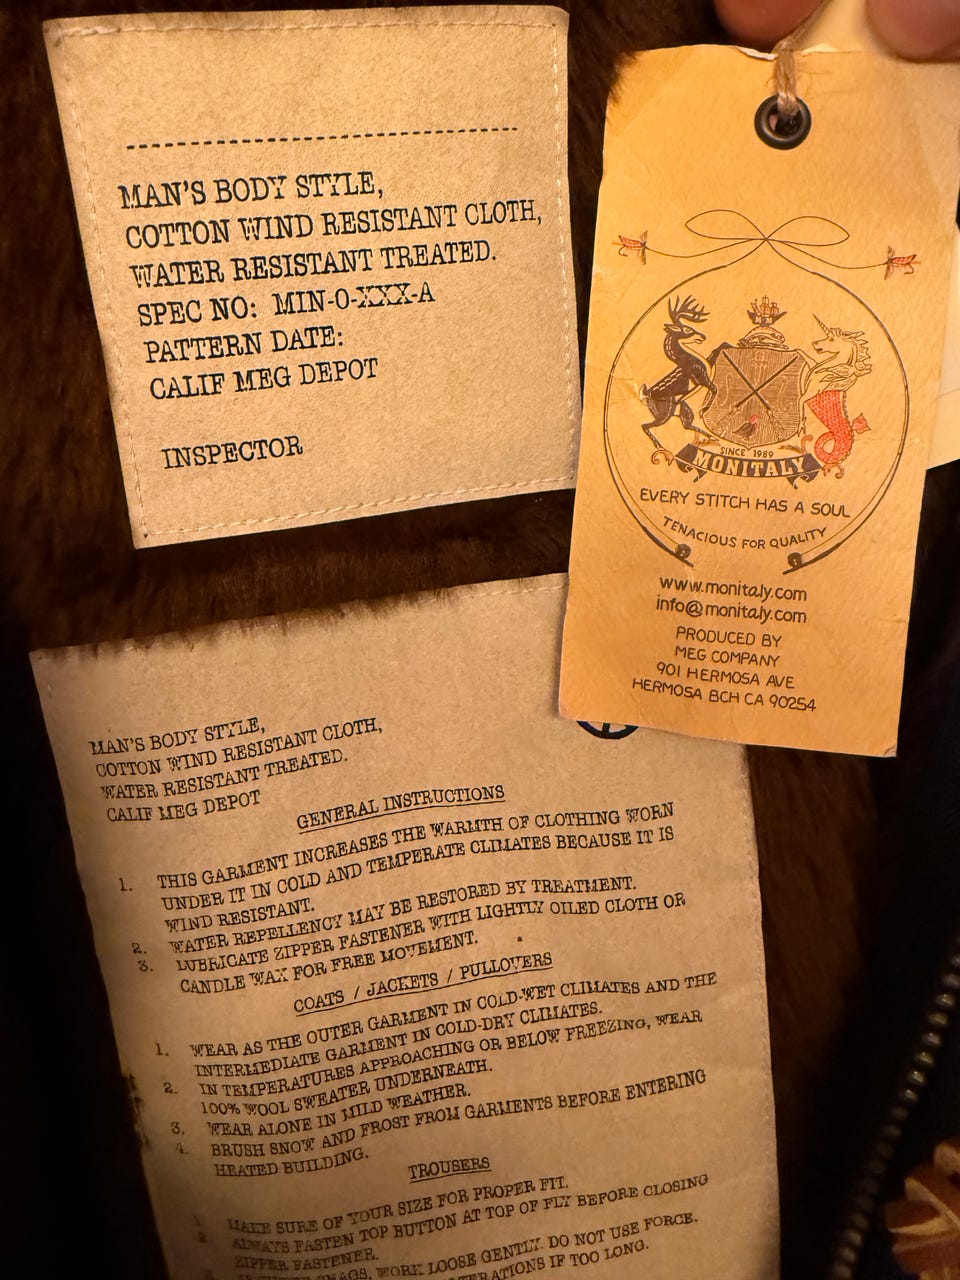 MAN'S BODY STYLE,
COTTON WIND RESISTANT CLOTH,
WATER RESISTANT TREATED.
SPEC NO: MIN-0-XXX-A
PATTERN DATE:
CALIF MEG DEPOT
INSPECTOR
SINCE 1989
MONITALY
EVERY STITCH HAS A SOUL
TENACIOUS FOR QUALITY
www.monitaly.com
info@monitaly.com
PRODUCED BY
MEG COMPANY
901 HERMOSA AVE
HERMOSA BCH CA 90254
MAN'S BODY STYLE,
COTTON WIND RESISTANT CLOTH,
WATER RESISTANT TREATED.
CALIF MEG DEPOT
GENERAL INSTRUCTIONS
1. THIS GARMENT INCREASES THE WARMTH OF CLOTHING WORN
UNDER IT IN COLD AND TEMPERATE CLIMATES BECAUSE IT IS
WIND RESISTANT.
2. WATER REPELLENCY MAY BE RESTORED BY TREATMENT.
3. LUBRICATE ZIPPER FASTENER WITH LIGHTLY OILED CLOTH OR
CANDLE WAX FOR FREE MOVEMENT.
COATS / JACKETS / PULLOVERS
1. WEAR AS THE OUTER GARMENT IN COLD-WET CLIMATES AND THE
INTERMEDIATE GARMENT IN COLD-DRY CLIMATES.
2. IN TEMPERATURES APPROACHING OR BELOW FREEZING, WEAR
100% WOOL SWEATER UNDERNEATH.
3. WEAR ALONE IN MILD WEATHER.
4. BRUSH SNOW AND FROST FROM GARMENTS BEFORE ENTERING
HEATED BUILDING.
TROUSERS
1. MAKE SURE OF YOUR SIZE FOR PROPER FIT.
2. ALWAYS FASTEN TOP BUTTON AT TOP OF FLY BEFORE CLOSING
ZIPPER FASTENER.
SNAGS, WORK LOOSE GENTLY. DO NOT USE FORCE.
IF TOO LONG.